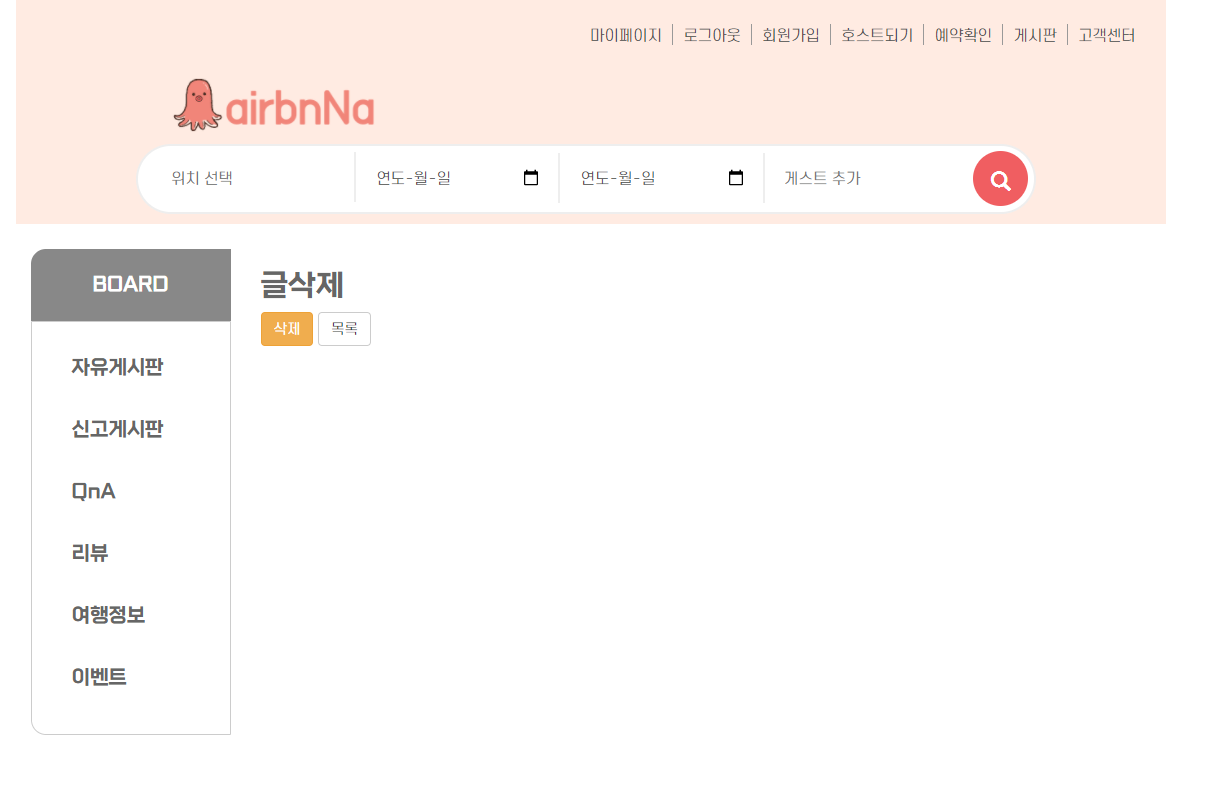 마이페이지 로그아웃 회원가입 호스트되기 예약확인 게시판 고객센터
airbnNa
위치 선택 연도-월-일 연도-월-일 게스트 추가
BOARD
자유게시판
신고게시판
QnA
리뷰
여행정보
이벤트
글삭제
삭제 목록